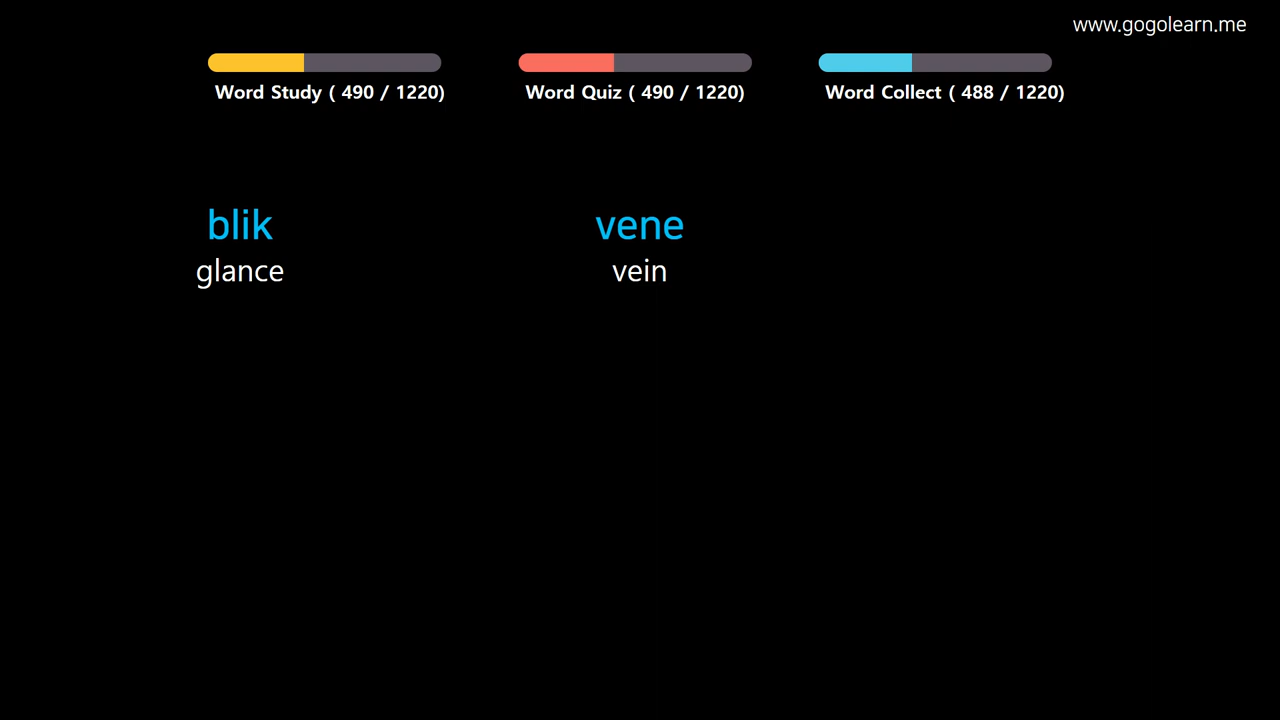 www.gogolearn.me
Word Study ( 490 / 1220)
Word Quiz ( 490 / 1220)
Word Collect ( 488 / 1220)
blik
glance
vene
vein